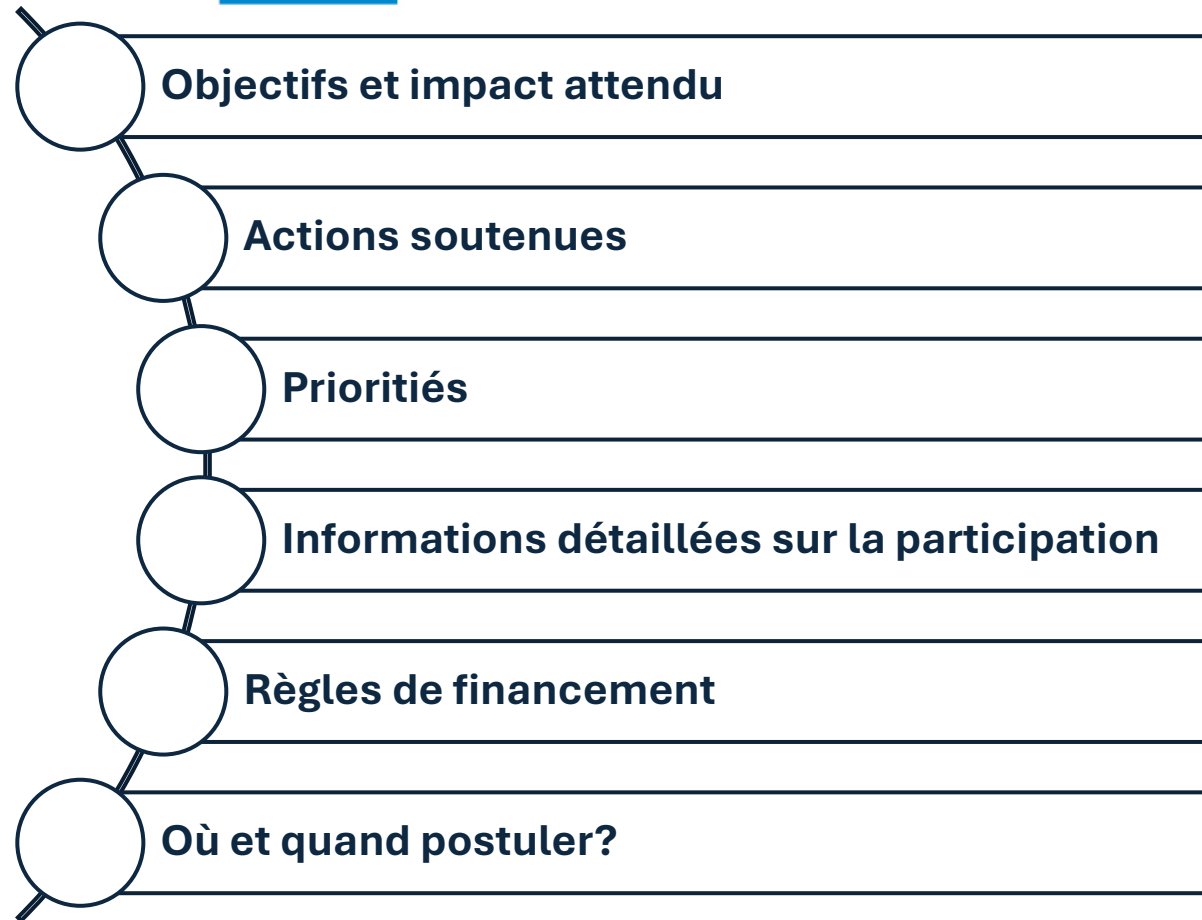 Objectifs et impact attendu
Actions soutenues
Prioritiés
Informations détaillées sur la participation
Règles de financement
Où et quand postuler?